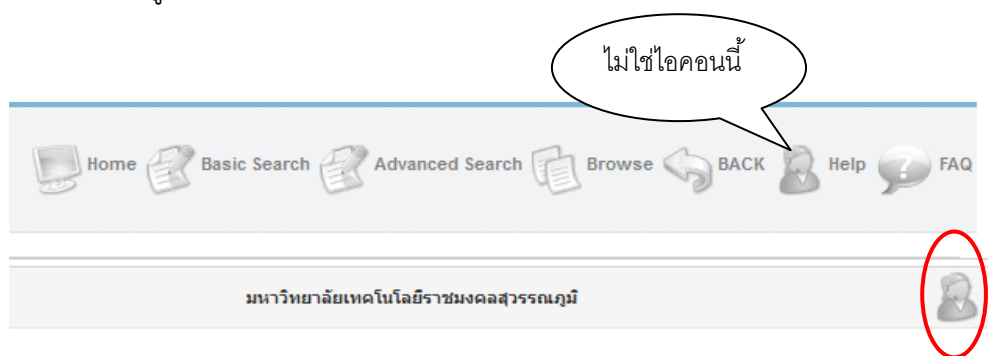 ไม่ใช่ไอคอนนี้
Home Basic Search Advanced Search Browse BACK Help FAQ
มหาวิทยาลัยเทคโนโลยีราชมงคลสุวรรณภูมิ